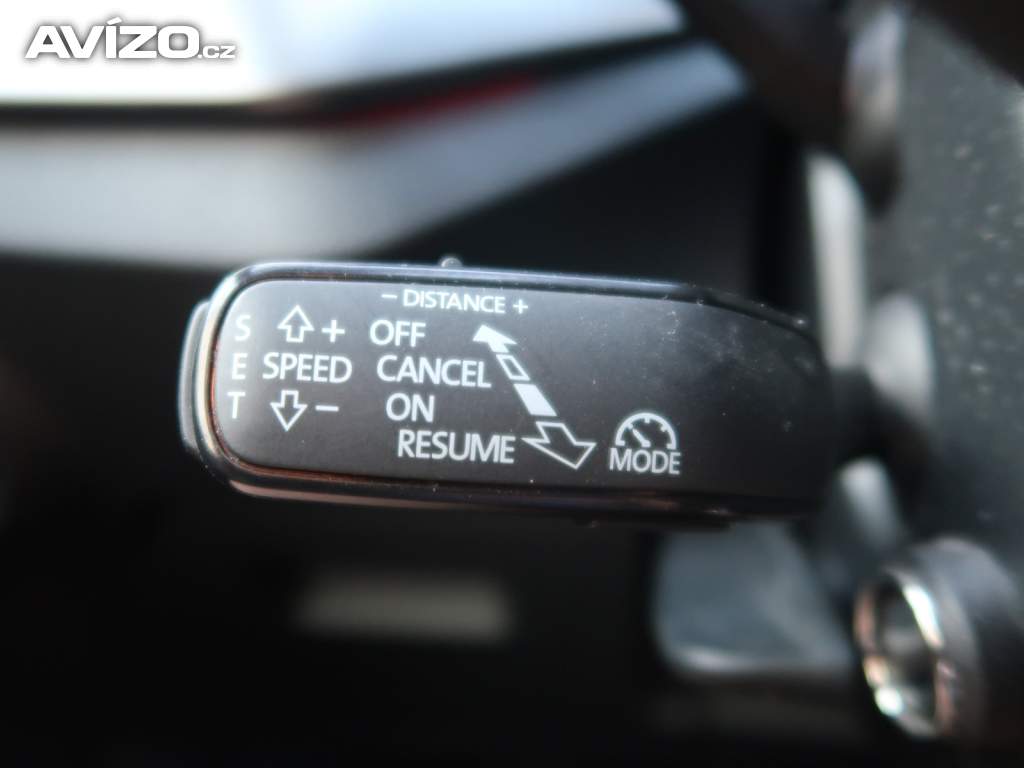 AVÍZO.cz
− DISTANCE +
S + OFF
E SPEED CANCEL
T − ON
RESUME
MODE